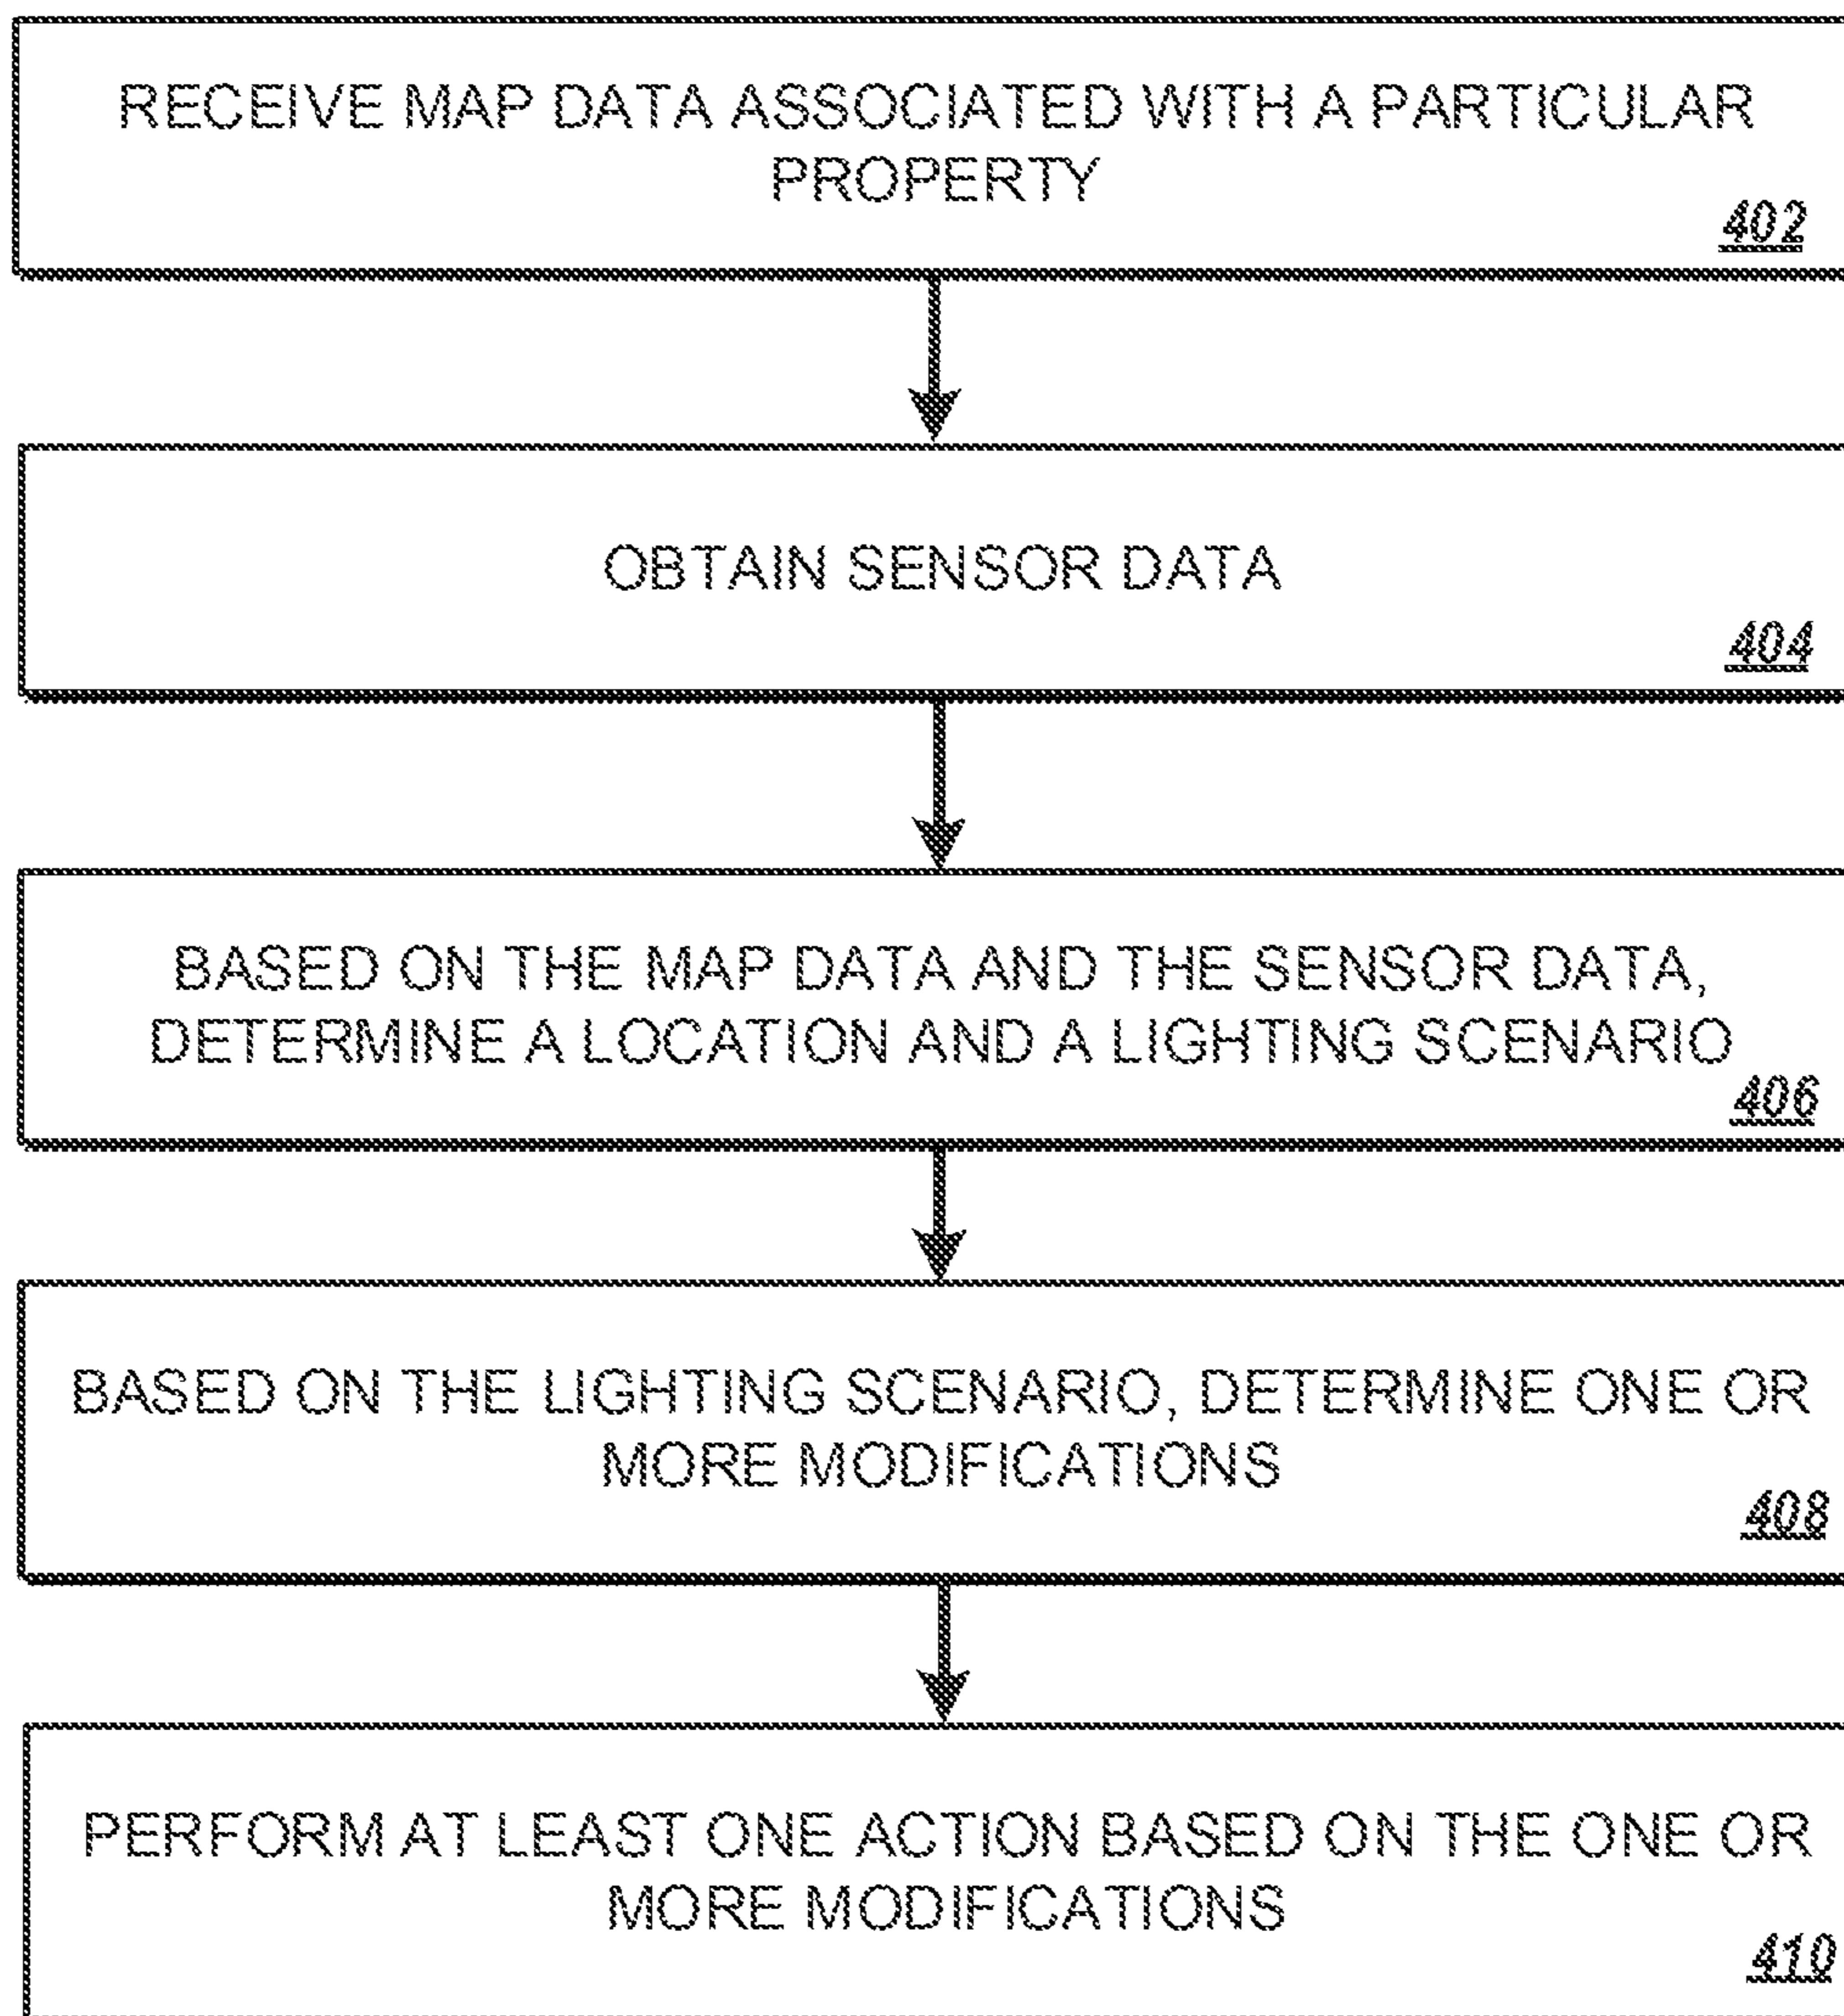 RECEIVE MAP DATA ASSOCIATED WITH A PARTICULAR
PROPERTY
402
OBTAIN SENSOR DATA
404
BASED ON THE MAP DATA AND THE SENSOR DATA,
DETERMINE A LOCATION AND A LIGHTING SCENARIO
406
BASED ON THE LIGHTING SCENARIO, DETERMINE ONE OR
MORE MODIFICATIONS
408
PERFORM AT LEAST ONE ACTION BASED ON THE ONE OR
MORE MODIFICATIONS
410